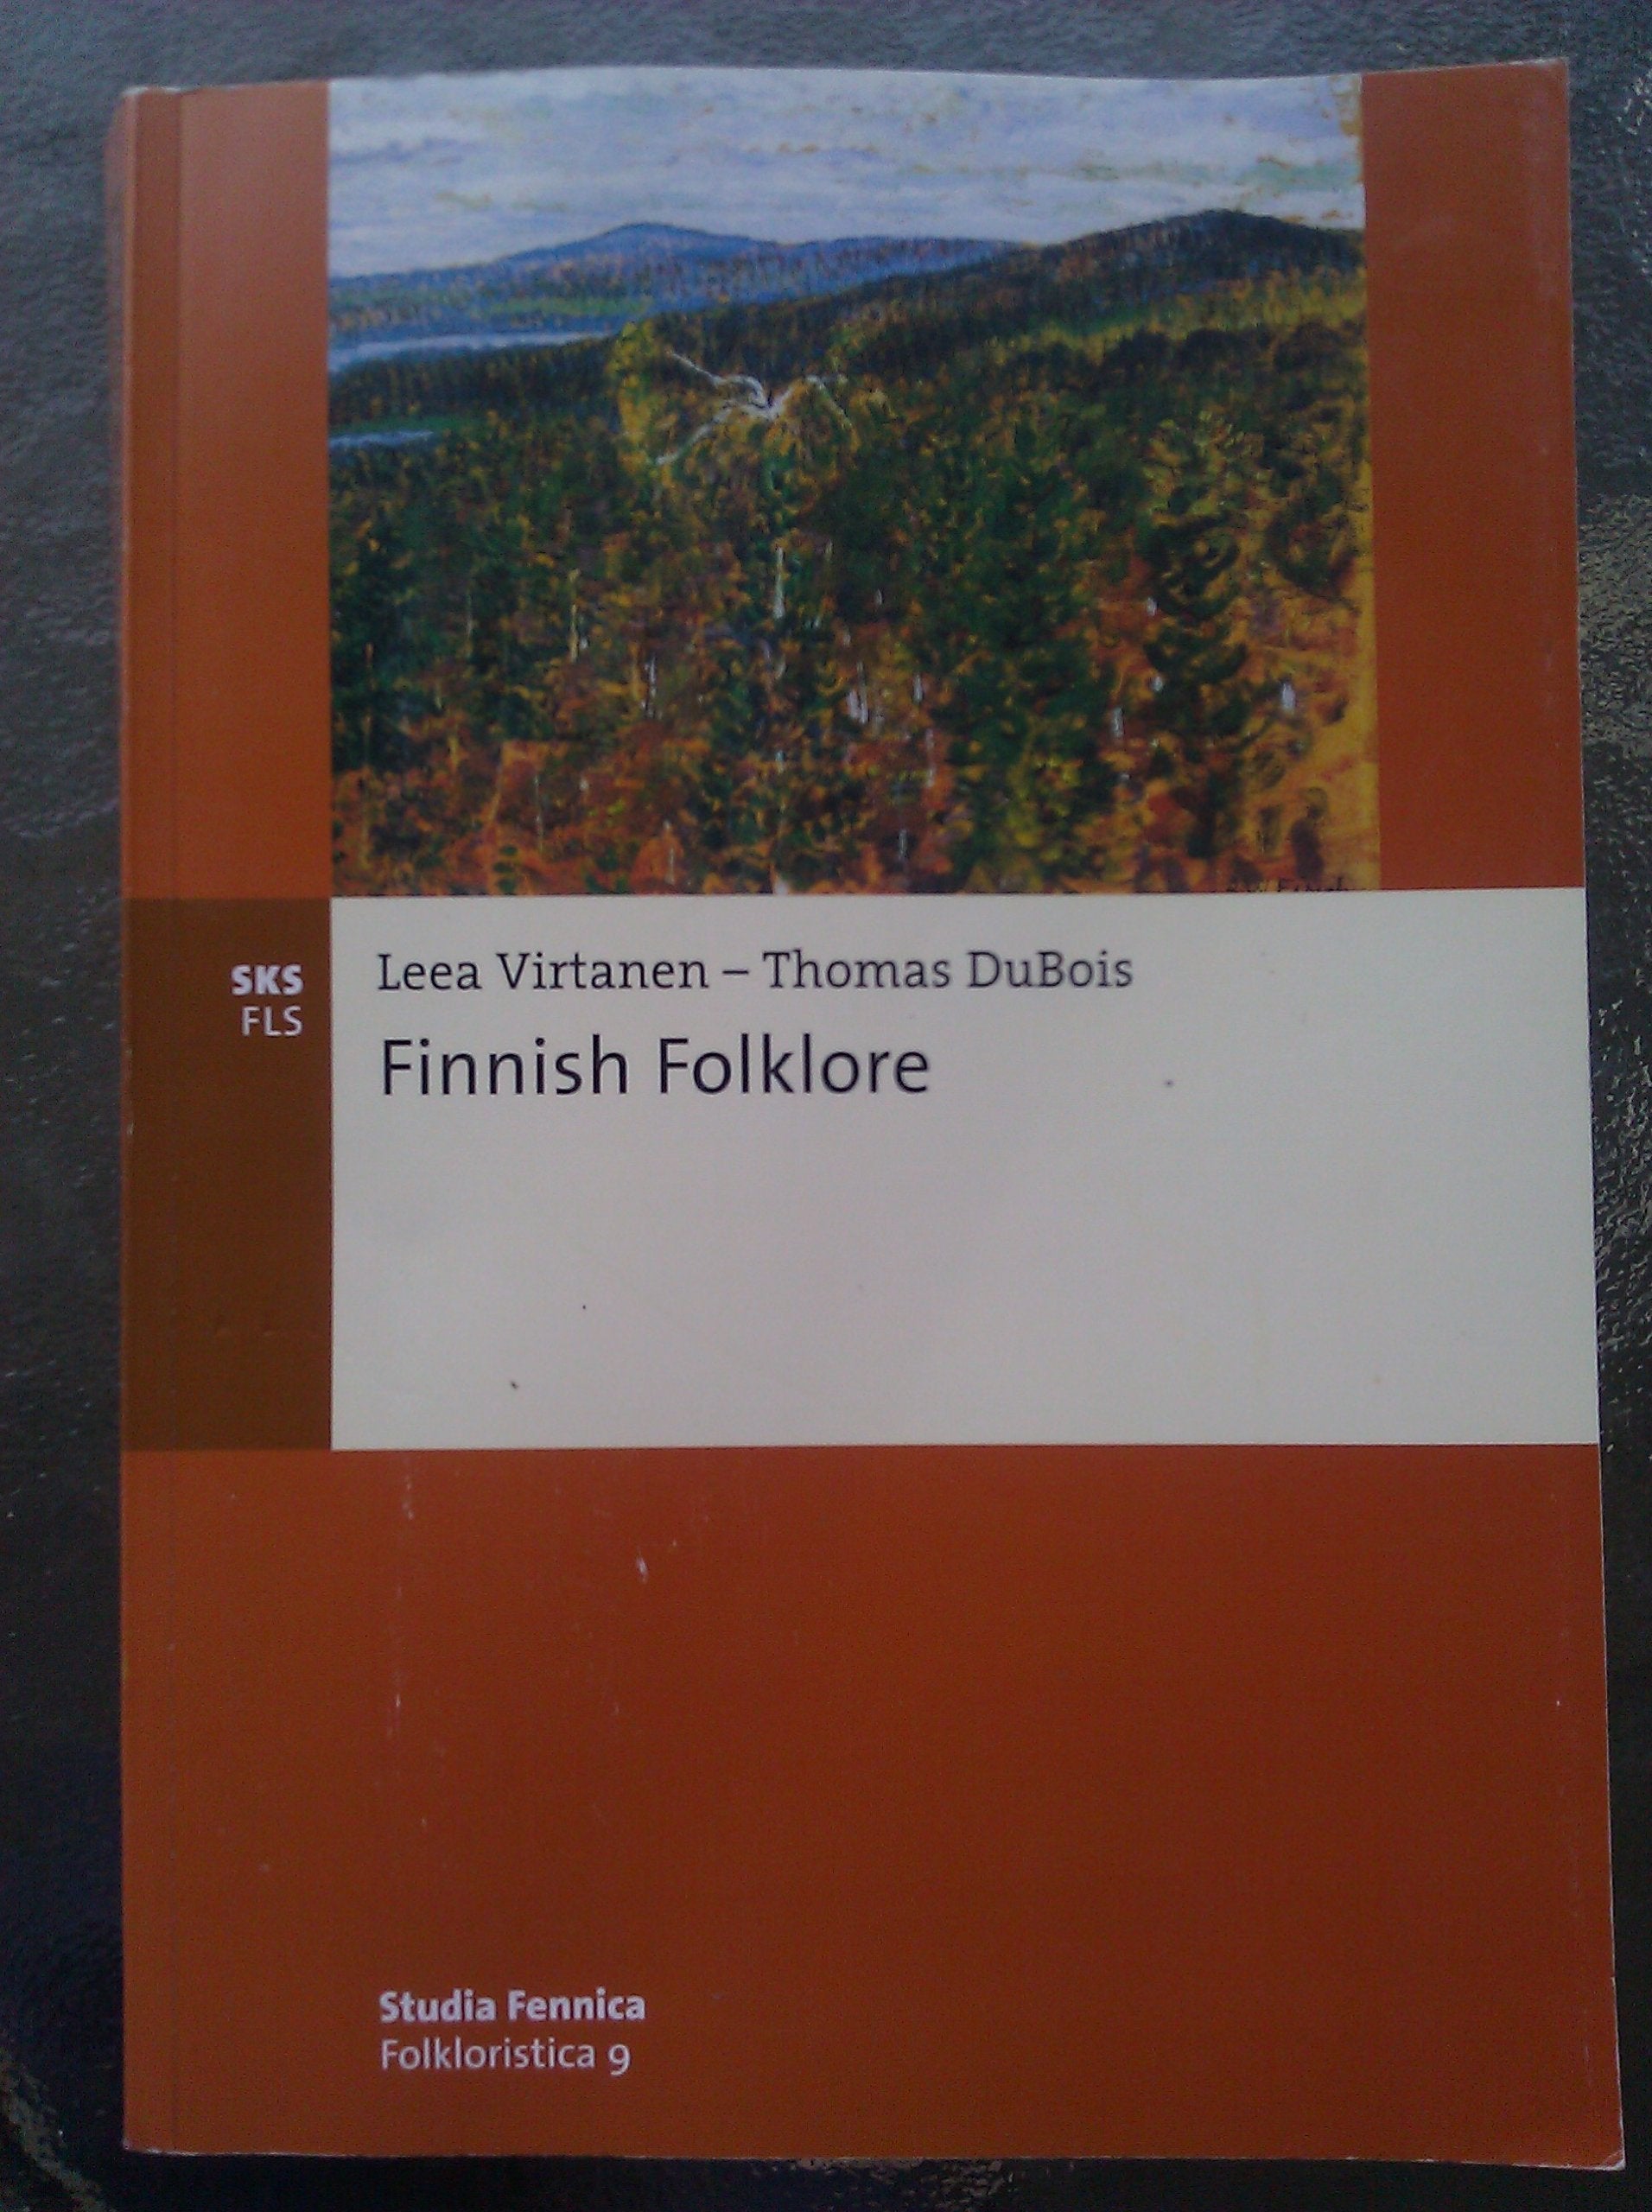 SKS
FLS
Leea Virtanen – Thomas DuBois
Finnish Folklore
Studia Fennica
Folkloristica 9